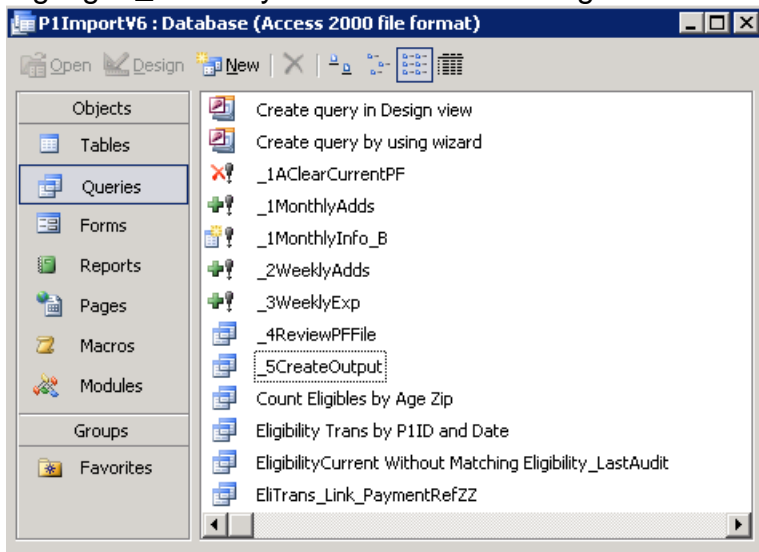 P1ImportV6 : Database (Access 2000 file format)
Open Design New
Objects
Tables
Queries
Forms
Reports
Pages
Macros
Modules
Groups
Favorites
Create query in Design view
Create query by using wizard
_1AClearCurrentPF
_1MonthlyAdds
_1MonthlyInfo_B
_2WeeklyAdds
_3WeeklyExp
_4ReviewPFFile
_5CreateOutput
Count Eligibles by Age Zip
Eligibility Trans by P1ID and Date
EligibilityCurrent Without Matching Eligibility_LastAudit
EliTrans_Link_PaymentRefZZ